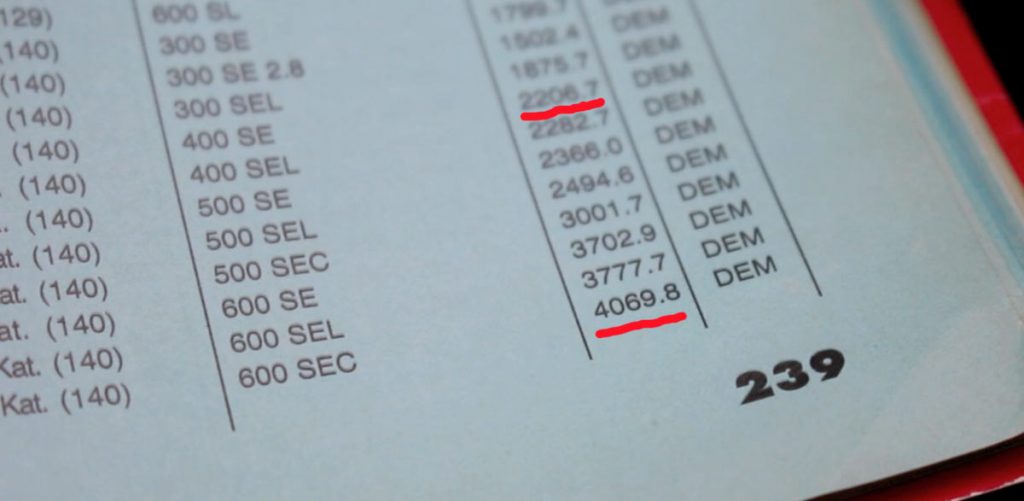 129) 600 SL
(140) 300 SE 1799.7
(140) 300 SE 2.8 1502.4 DEM
(140) 300 SEL 1875.7 DEM
(140) 400 SE 2206.7 DEM
(140) 400 SEL 2282.7 DEM
. (140) 500 SE 2366.0 DEM
at. (140) 500 SEL 2494.6 DEM
at. (140) 500 SEC 3001.7 DEM
at. (140) 600 SE 3702.9 DEM
Kat. (140) 600 SEL 3777.7 DEM
Kat. (140) 600 SEC 4069.8 DEM
239